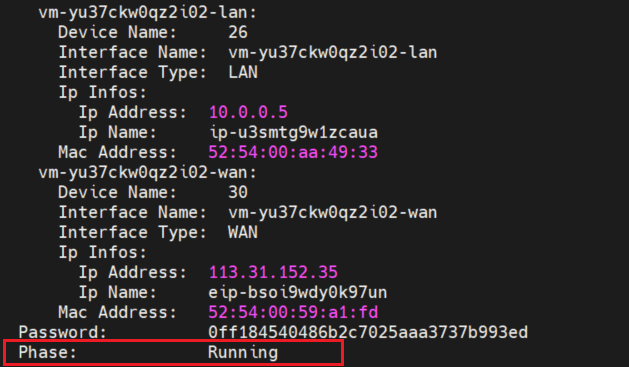 vm-yu37ckw0qz2i02-lan:
Device Name: 26
Interface Name: vm-yu37ckw0qz2i02-lan
Interface Type: LAN
Ip Infos:
Ip Address: 10.0.0.5
Ip Name: ip-u3smtg9w1zcaua
Mac Address: 52:54:00:aa:49:33
vm-yu37ckw0qz2i02-wan:
Device Name: 30
Interface Name: vm-yu37ckw0qz2i02-wan
Interface Type: WAN
Ip Infos:
Ip Address: 113.31.152.35
Ip Name: eip-bsoi9wdy0k97un
Mac Address: 52:54:00:59:a1:fd
Password: 0ff184540486b2c7025aaa3737b993ed
Phase: Running